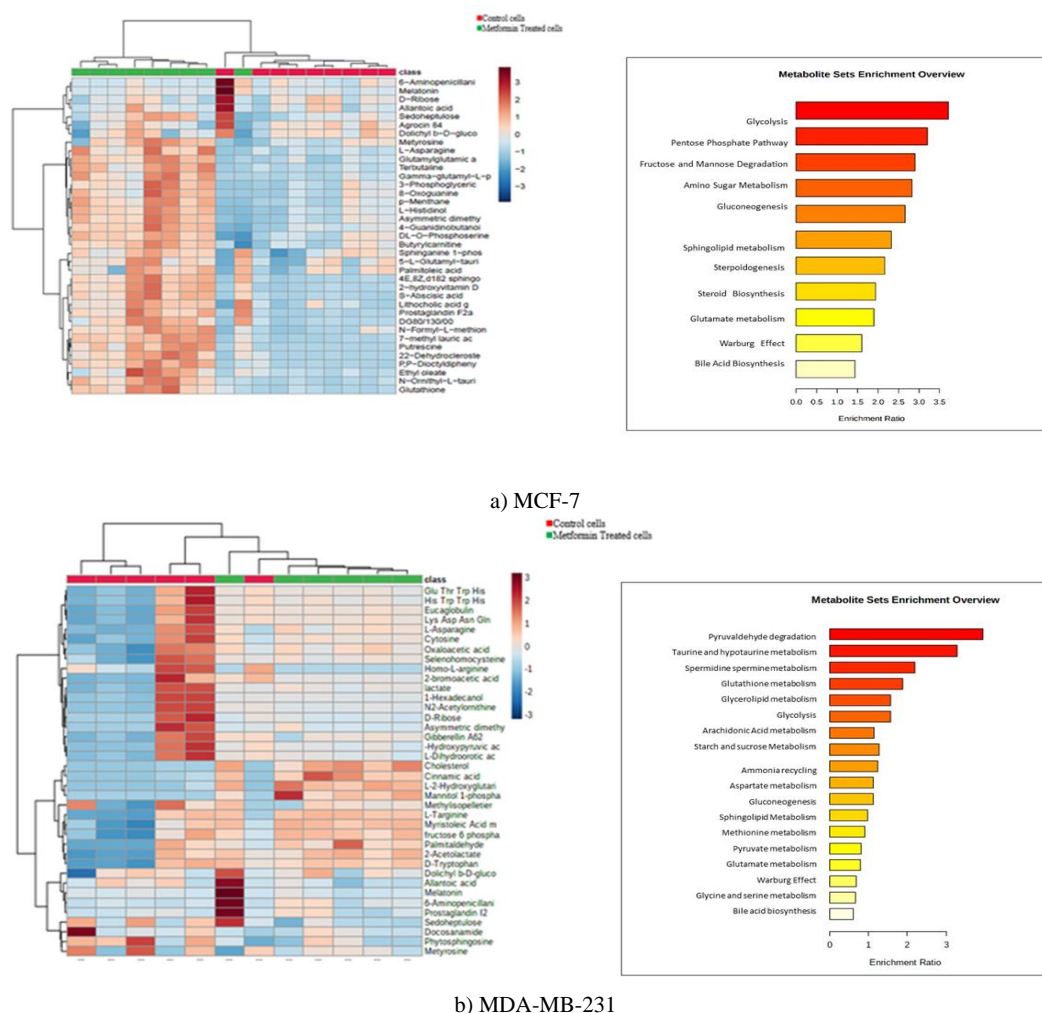 Control cells
Metformin Treated cells
class
6-Aminopenicillani
Melatonin
D-Ribose
Allantoic acid
Sedoheptulose
Agrocin 84
Dolichyl b-D-gluco
Metyrosine
L-Asparagine
Glutamylglutamic a
Terbutaline
Gamma-glutamyl-L-p
3-Phosphoglyceric
8-Oxoguanine
p-Menthane
L-Histidinol
Asymmetric dimethy
4-Guanidinobutanoi
DL-O-Phosphoserine
Butyrylcarnitine
Sphinganine 1-phos
5-L-Glutamyl-tauri
Palmitoleic acid
4E,8Z,d182 sphingo
2-hydroxyvitamin D
S-Abscisic acid
Lithocholic acid g
Prostaglandin F2a
DG80/130/00
N-Formyl-L-methion
7-methyl lauric ac
Putrescine
22-Dehydrocleroste
P,P-Dioctyldipheny
Ethyl oleate
N-Ornithyl-L-tauri
Glutathione
3
2
1
0
-1
-2
-3
Metabolite Sets Enrichment Overview
Glycolysis
Pentose Phosphate Pathway
Fructose and Mannose Degradation
Amino Sugar Metabolism
Gluconeogenesis
Sphingolipid metabolism
Sterpoidogenesis
Steroid Biosynthesis
Glutamate metabolism
Warburg Effect
Bile Acid Biosynthesis
0.0 0.5 1.0 1.5 2.0 2.5 3.0 3.5
Enrichment Ratio
a) MCF-7
Control cells
Metformin Treated cells
class
Glu Thr Trp His
His Trp Trp His
Eucaglobulin
Lys Asp Asn Gln
L-Asparagine
Cytosine
Oxaloacetic acid
Selenohomocysteine
Homo-L-arginine
2-bromoacetic acid
lactate
1-Hexadecanol
N2-Acetylornithine
D-Ribose
Asymmetric dimethy
Gibberellin A62
-Hydroxypyruvic ac
L-Dihydroorotic ac
Cholesterol
Cinnamic acid
L-2-Hydroxyglutari
Mannitol 1-phospha
Methylisopelletier
L-Targinine
Myristoleic Acid m
fructose 6 phospha
Palmitaldehyde
2-Acetolactate
D-Tryptophan
Dolichyl b-D-gluco
Allantoic acid
Melatonin
6-Aminopenicillani
Prostaglandin I2
Sedoheptulose
Docosanamide
Phytosphingosine
Metyrosine
3
2
1
0
-1
-2
-3
Metabolite Sets Enrichment Overview
Pyruvaldehyde degradation
Taurine and hypotaurine metabolism
Spermidine spermine metabolism
Glutathione metabolism
Glycerolipid metabolism
Glycolysis
Arachidonic Acid metabolism
Starch and sucrose Metabolism
Ammonia recycling
Aspartate metabolism
Gluconeogenesis
Sphingolipid Metabolism
Methionine metabolism
Pyruvate metabolism
Glutamate metabolism
Warburg Effect
Glycine and serine metabolism
Bile acid biosynthesis
0 1 2 3
Enrichment Ratio
b) MDA-MB-231